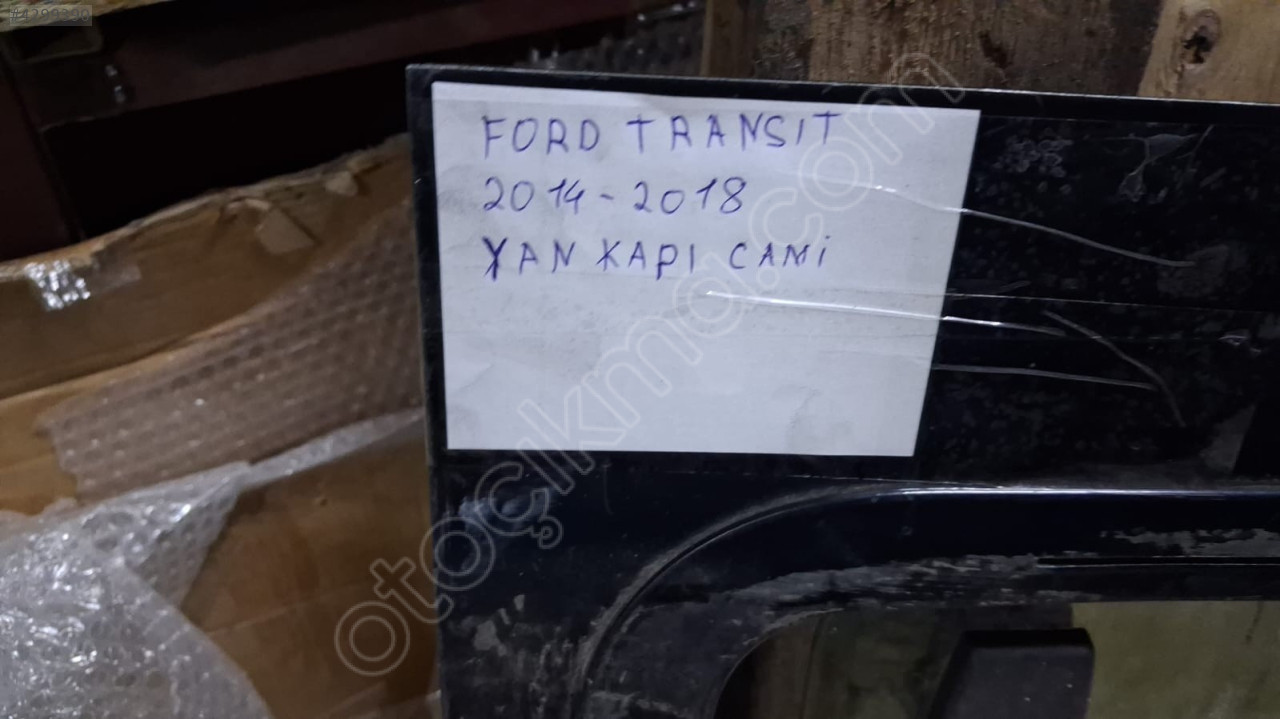 FORD TRANSIT
2014-2018
YAN KAPI CAMİ
otoçıkma.com